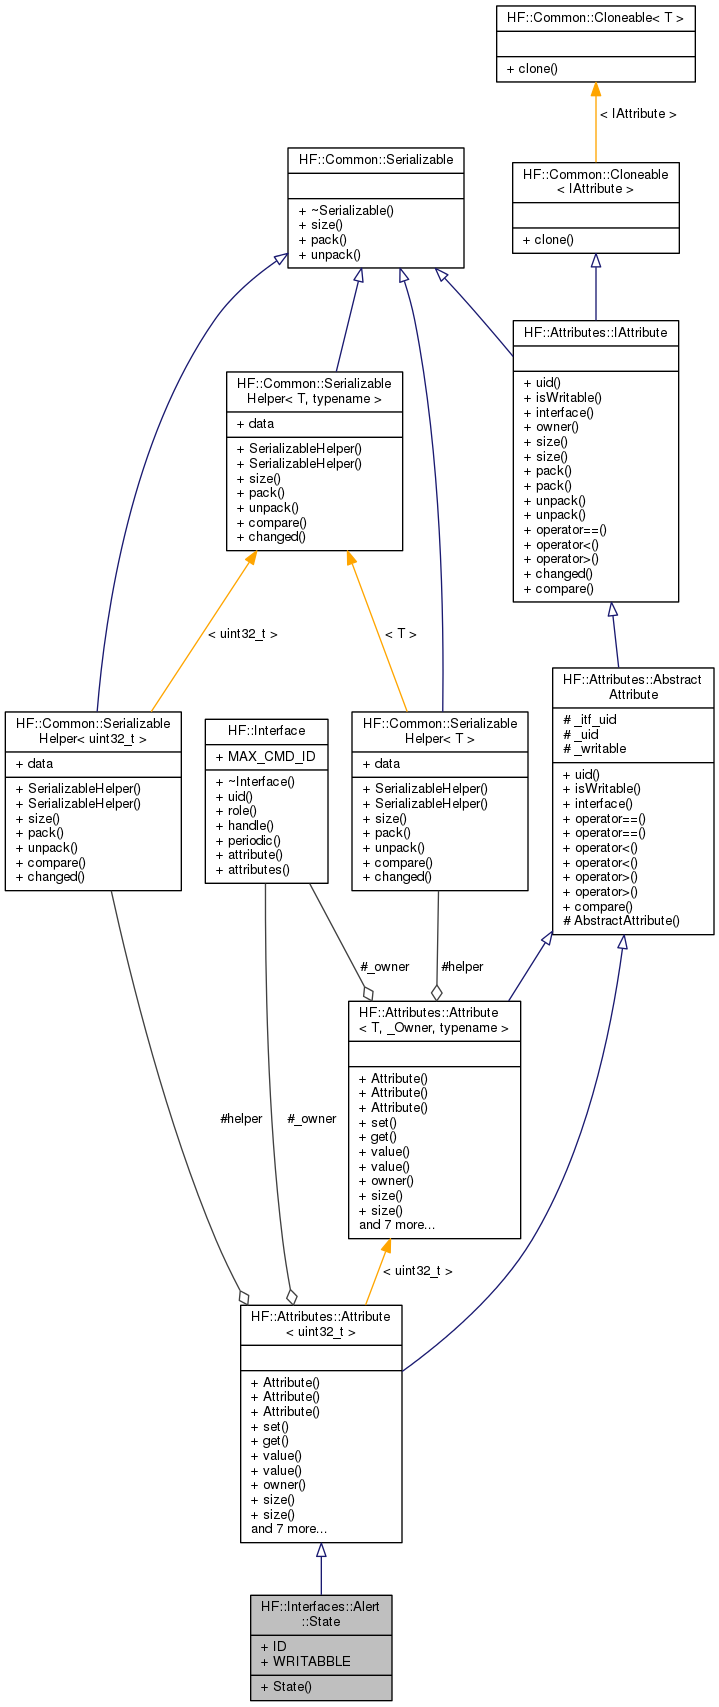 HF::Common::Cloneable< T >
+ clone()
< IAttribute >
HF::Common::Serializable
+ ~Serializable()
+ size()
+ pack()
+ unpack()
HF::Common::Cloneable
< IAttribute >
+ clone()
HF::Attributes::IAttribute
+ uid()
+ isWritable()
+ interface()
+ owner()
+ size()
+ size()
+ pack()
+ pack()
+ unpack()
+ unpack()
+ operator==()
+ operator<()
+ operator>()
+ changed()
+ compare()
HF::Common::Serializable
Helper< T, typename >
+ data
+ SerializableHelper()
+ SerializableHelper()
+ size()
+ pack()
+ unpack()
+ compare()
+ changed()
< uint32_t >
< T >
HF::Attributes::Abstract
Attribute
# _itf_uid
# _uid
# _writable
+ uid()
+ isWritable()
+ interface()
+ operator==()
+ operator==()
+ operator<()
+ operator<()
+ operator>()
+ operator>()
+ compare()
# AbstractAttribute()
HF::Common::Serializable
Helper< uint32_t >
+ data
+ SerializableHelper()
+ SerializableHelper()
+ size()
+ pack()
+ unpack()
+ compare()
+ changed()
HF::Interface
+ MAX_CMD_ID
+ ~Interface()
+ uid()
+ role()
+ handle()
+ periodic()
+ attribute()
+ attributes()
HF::Common::Serializable
Helper< T >
+ data
+ SerializableHelper()
+ SerializableHelper()
+ size()
+ pack()
+ unpack()
+ compare()
+ changed()
#_owner
#helper
HF::Attributes::Attribute
< T, _Owner, typename >
+ Attribute()
+ Attribute()
+ Attribute()
+ set()
+ get()
+ value()
+ value()
+ owner()
+ size()
+ size()
and 7 more...
#helper
#_owner
< uint32_t >
HF::Attributes::Attribute
< uint32_t >
+ Attribute()
+ Attribute()
+ Attribute()
+ set()
+ get()
+ value()
+ value()
+ owner()
+ size()
+ size()
and 7 more...
HF::Interfaces::Alert
::State
+ ID
+ WRITABBLE
+ State()